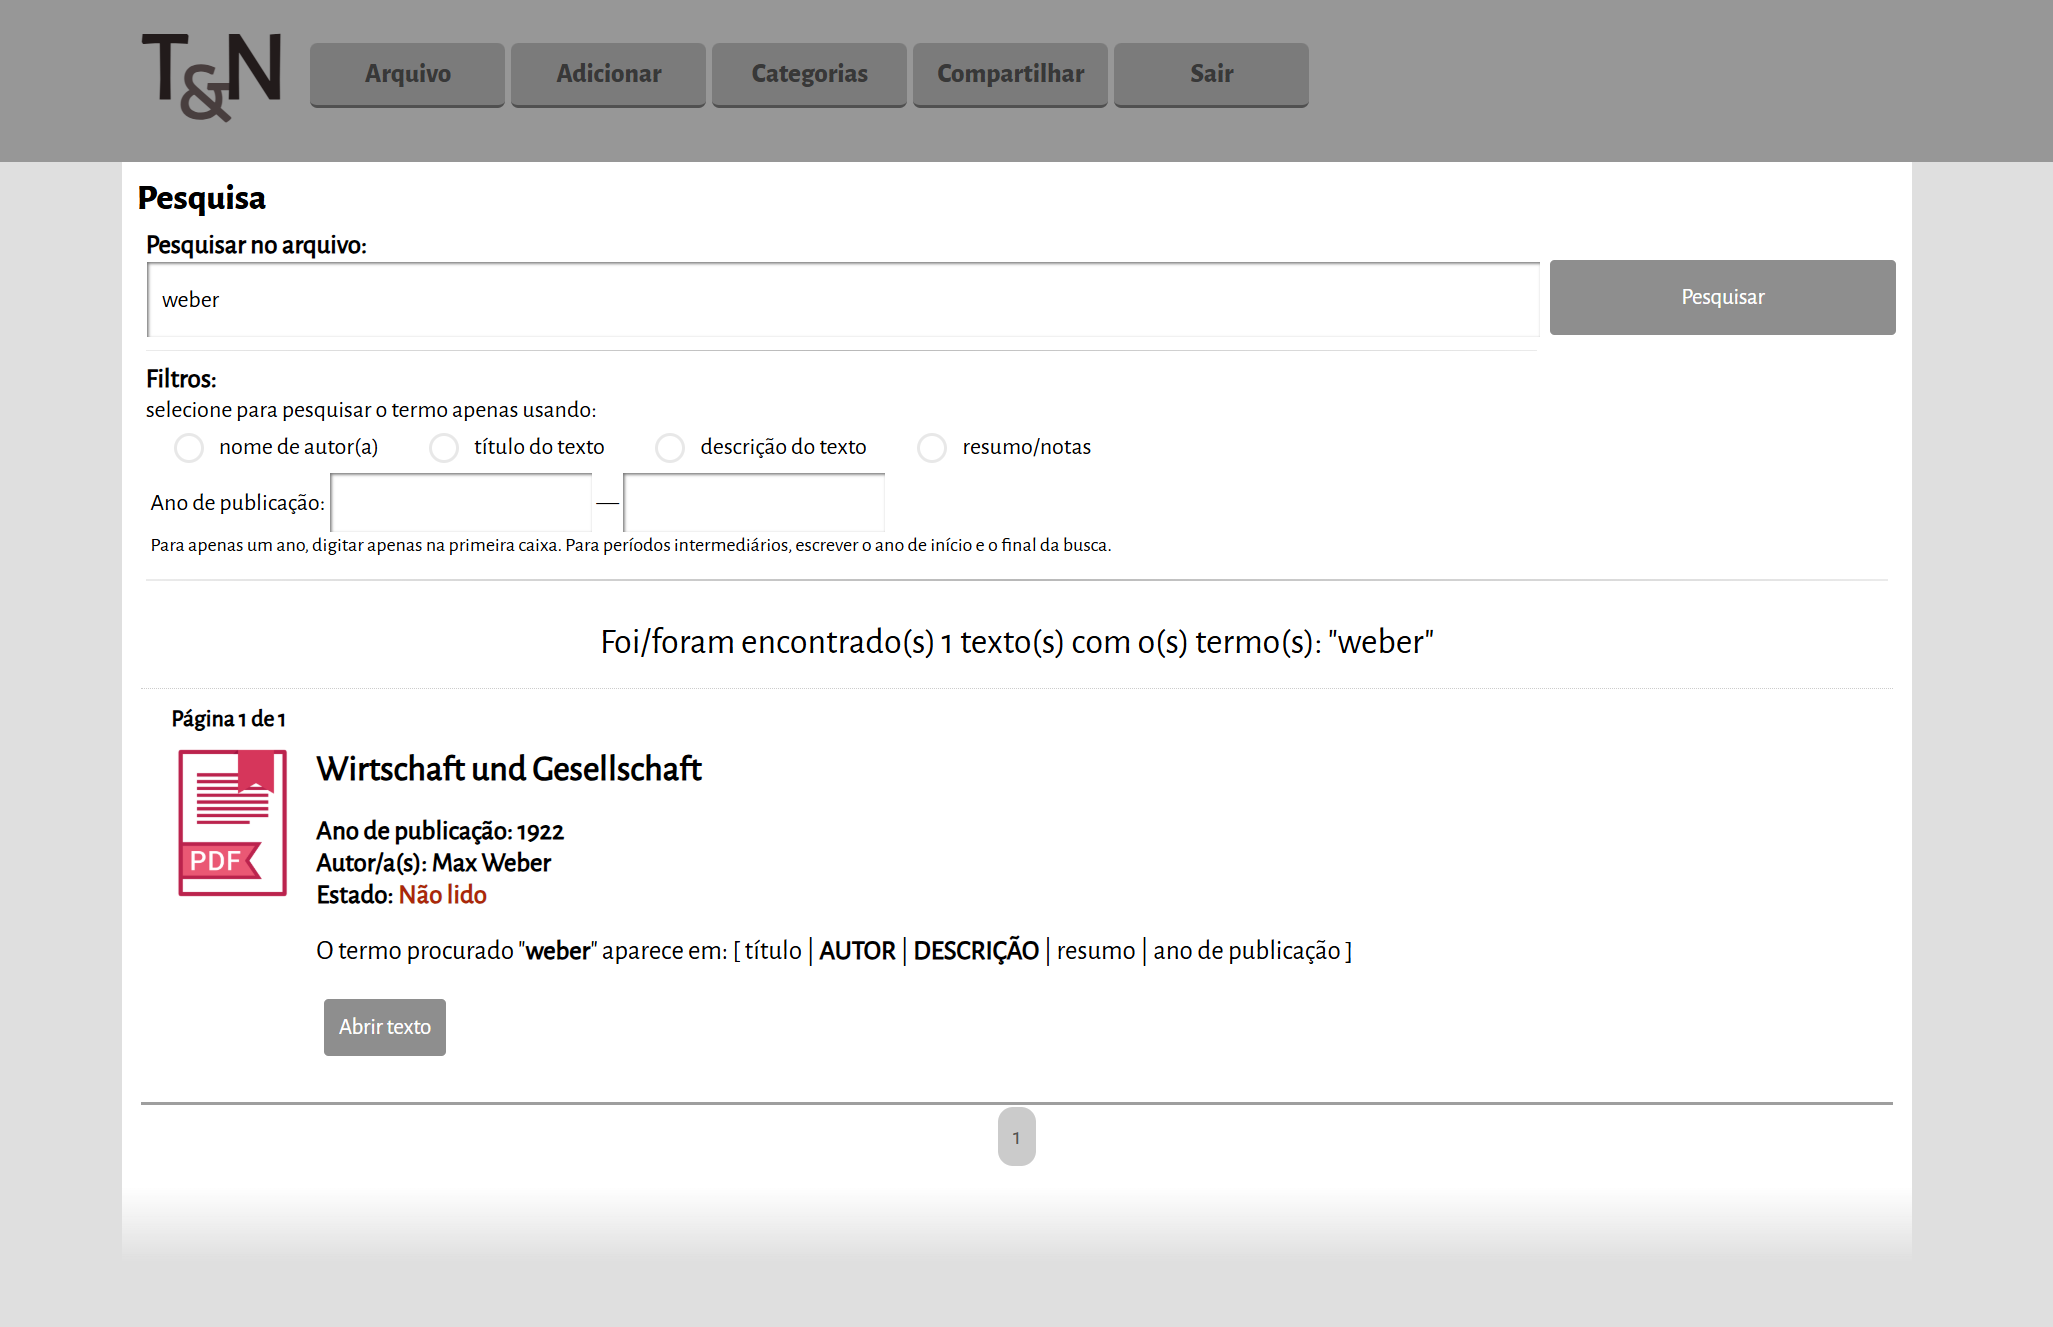 T&N
Arquivo Adicionar Categorias Compartilhar Sair
Pesquisa
Pesquisar no arquivo:
weber Pesquisar
Filtros:
selecione para pesquisar o termo apenas usando:
nome de autor(a) título do texto descrição do texto resumo/notas
Ano de publicação: —
Para apenas um ano, digitar apenas na primeira caixa. Para períodos intermediários, escrever o ano de início e o final da busca.
Foi/foram encontrado(s) 1 texto(s) com o(s) termo(s): "weber"
Página 1 de 1
PDF
Wirtschaft und Gesellschaft
Ano de publicação: 1922
Autor/a(s): Max Weber
Estado: Não lido
O termo procurado "weber" aparece em: [ título | AUTOR | DESCRIÇÃO | resumo | ano de publicação ]
Abrir texto
1